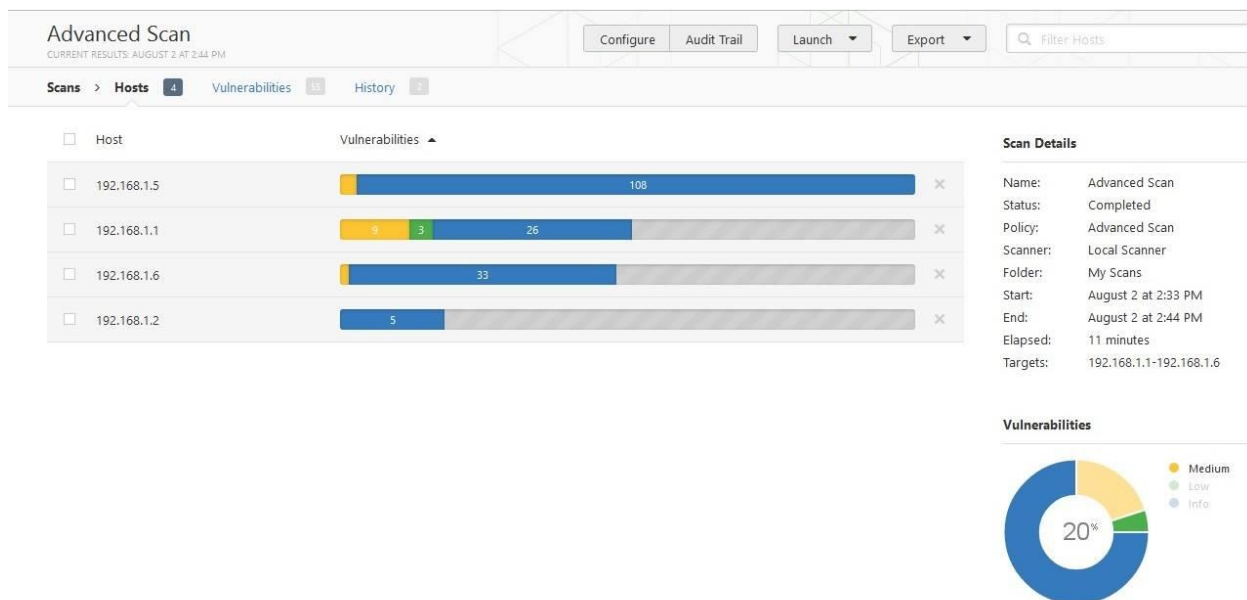 Advanced Scan
CURRENT RESULTS: AUGUST 2 AT 2:44 PM
Configure Audit Trail Launch Export Filter Hosts
Scans > Hosts 4 Vulnerabilities 55 History 2
Host Vulnerabilities
192.168.1.5 108
192.168.1.1 9 3 26
192.168.1.6 33
192.168.1.2 5
Scan Details
Name: Advanced Scan
Status: Completed
Policy: Advanced Scan
Scanner: Local Scanner
Folder: My Scans
Start: August 2 at 2:33 PM
End: August 2 at 2:44 PM
Elapsed: 11 minutes
Targets: 192.168.1.1-192.168.1.6
Vulnerabilities
Medium
Low
Info
20%